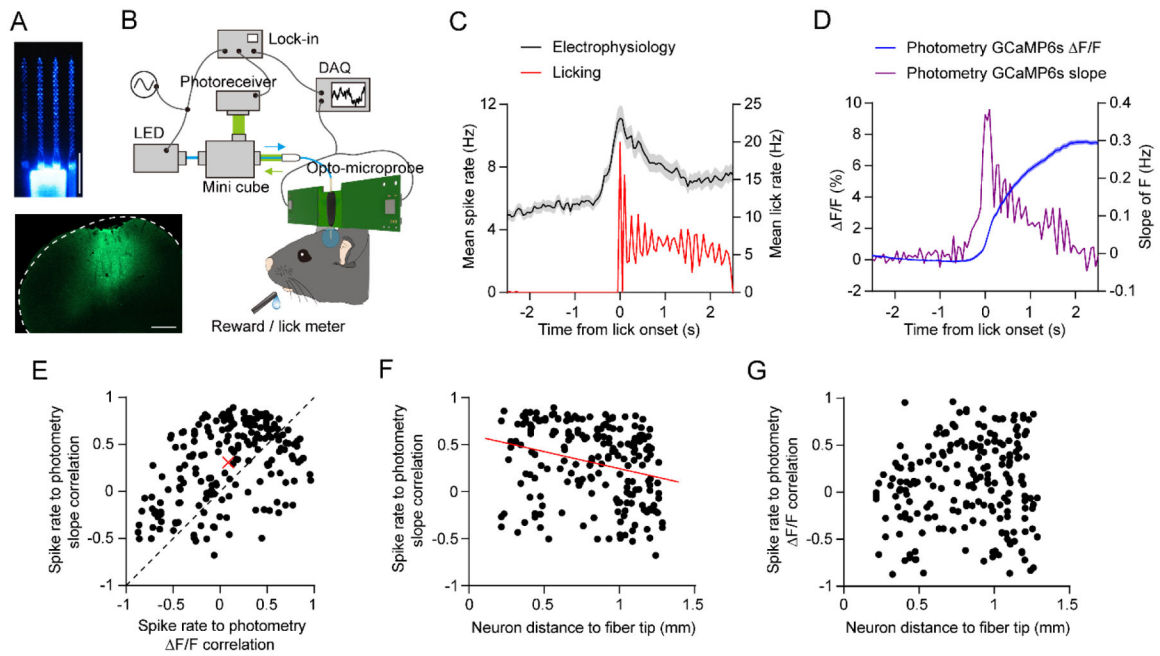 A
B
Lock-in
Photoreceiver
DAQ
LED
Mini cube
Opto-microprobe
Reward / lick meter
C
Electrophysiology
Licking
Mean spike rate (Hz)
12
8
4
0
Mean lick rate (Hz)
25
20
15
10
5
0
-2 -1 0 1 2
Time from lick onset (s)
D
Photometry GCaMP6s ΔF/F
Photometry GCaMP6s slope
ΔF/F (%)
10
8
6
4
2
0
-2
Slope of F (Hz)
0.4
0.3
0.2
0.1
0
-0.1
-2 -1 0 1 2
Time from lick onset (s)
E
Spike rate to photometry
slope correlation
1
0.5
0
-0.5
-1
-1 -0.5 0 0.5 1
Spike rate to photometry
ΔF/F correlation
F
Spike rate to photometry
slope correlation
1
0.5
0
-0.5
-1
0 0.5 1 1.5
Neuron distance to fiber tip (mm)
G
Spike rate to photometry
ΔF/F correlation
1
0.5
0
-0.5
-1
0 0.5 1 1.5
Neuron distance to fiber tip (mm)